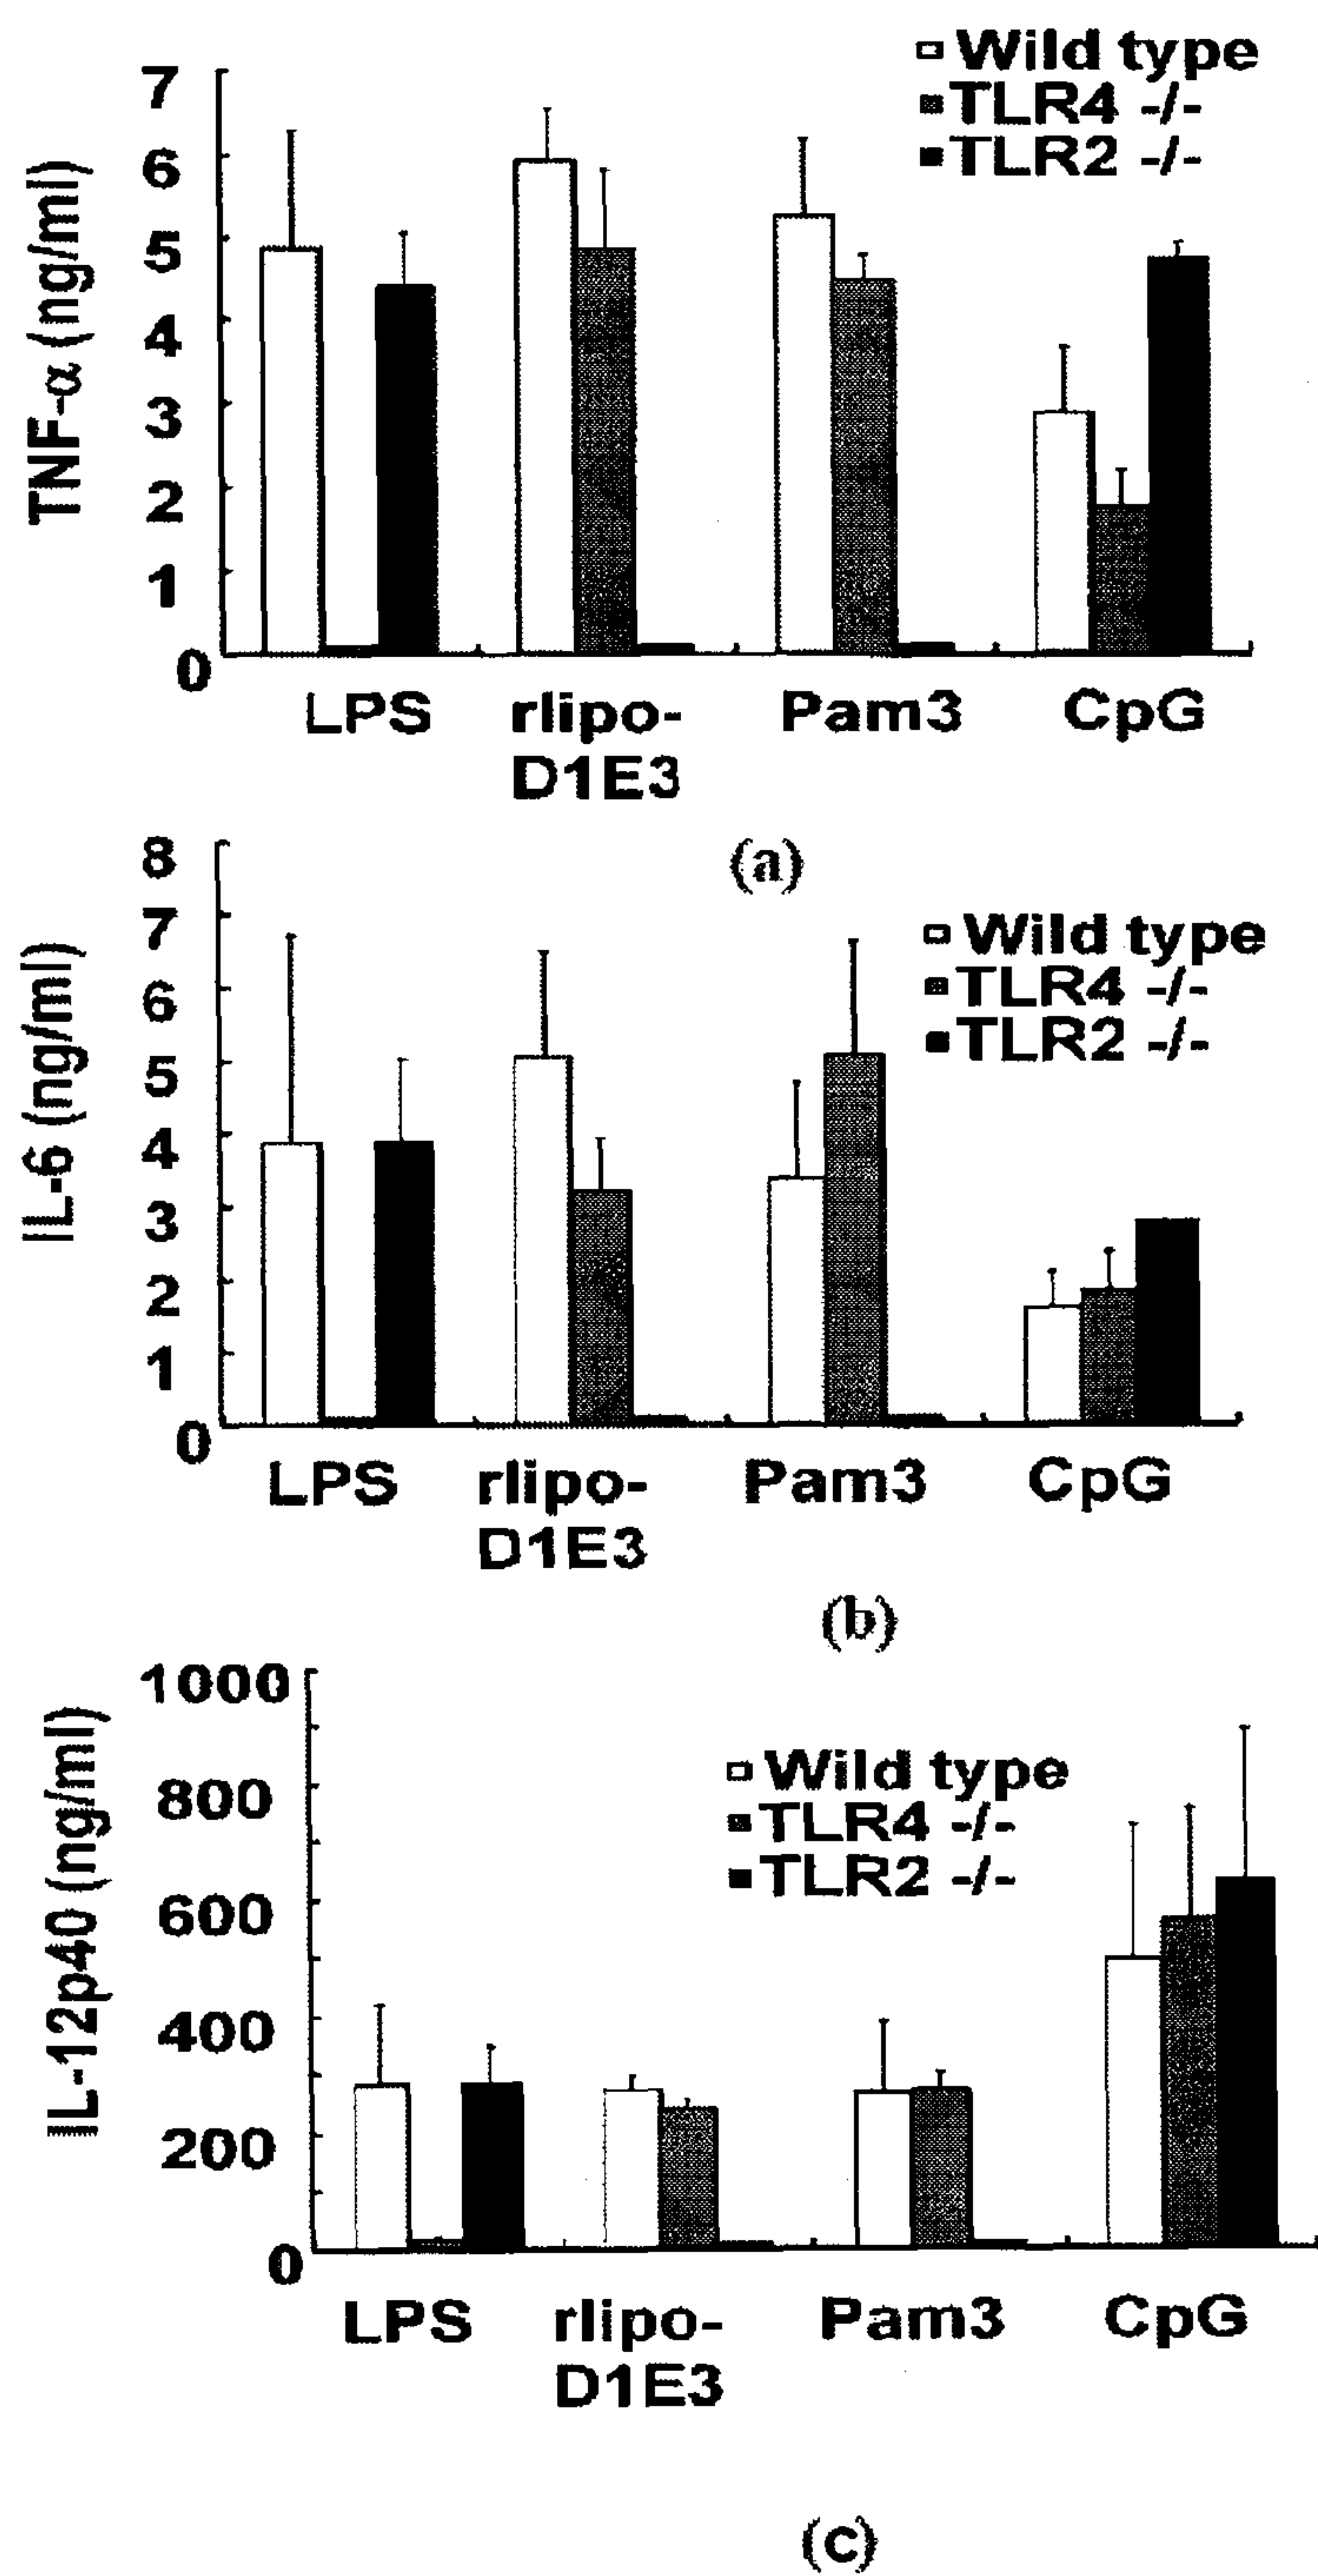 Wild type
TLR4 -/-
TLR2 -/-
TNF-α (ng/ml)
7
6
5
4
3
2
1
0
LPS rlipo- Pam3 CpG
D1E3
(a)
Wild type
TLR4 -/-
TLR2 -/-
IL-6 (ng/ml)
8
7
6
5
4
3
2
1
0
LPS rlipo- Pam3 CpG
D1E3
(b)
Wild type
TLR4 -/-
TLR2 -/-
IL-12p40 (ng/ml)
1000
800
600
400
200
0
LPS rlipo- Pam3 CpG
D1E3
(c)